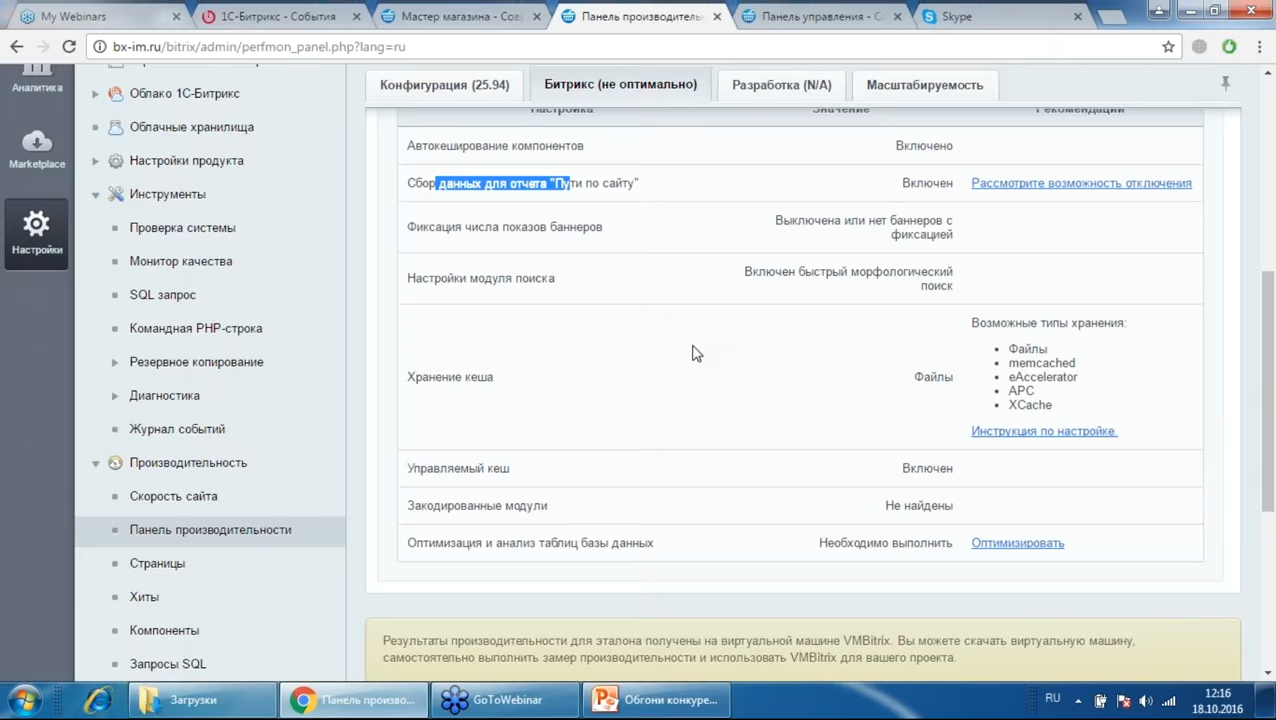 My Webinars
1С-Битрикс - События
Мастер магазина - Сов
Панель производитель
Панель управления - Со
Skype
bx-im.ru/bitrix/admin/perfmon_panel.php?lang=ru
Аналитика
Marketplace
Настройки
Облако 1С-Битрикс
Облачные хранилища
Настройки продукта
Инструменты
Проверка системы
Монитор качества
SQL запрос
Командная PHP-строка
Резервное копирование
Диагностика
Журнал событий
Производительность
Скорость сайта
Панель производительности
Страницы
Хиты
Компоненты
Запросы SQL
Конфигурация (25.94)
Битрикс (не оптимально)
Разработка (N/A)
Масштабируемость
Настройка Значение Рекомендации
Автокеширование компонентов Включено
Сбор данных для отчета "Пути по сайту" Включен Рассмотрите возможность отключения
Фиксация числа показов баннеров Выключена или нет баннеров с
фиксацией
Настройки модуля поиска Включен быстрый морфологический
поиск
Хранение кеша Файлы
Возможные типы хранения:
Файлы
memcached
eAccelerator
APC
XCache
Инструкция по настройке.
Управляемый кеш Включен
Закодированные модули Не найдены
Оптимизация и анализ таблиц базы данных Необходимо выполнить Оптимизировать
Результаты производительности для эталона получены на виртуальной машине VMBitrix. Вы можете скачать виртуальную машину,
самостоятельно выполнить замер производительности и использовать VMBitrix для вашего проекта.
Загрузки
Панель произво...
GoToWebinar
Обгони конкуре...
RU
12:16
18.10.2016